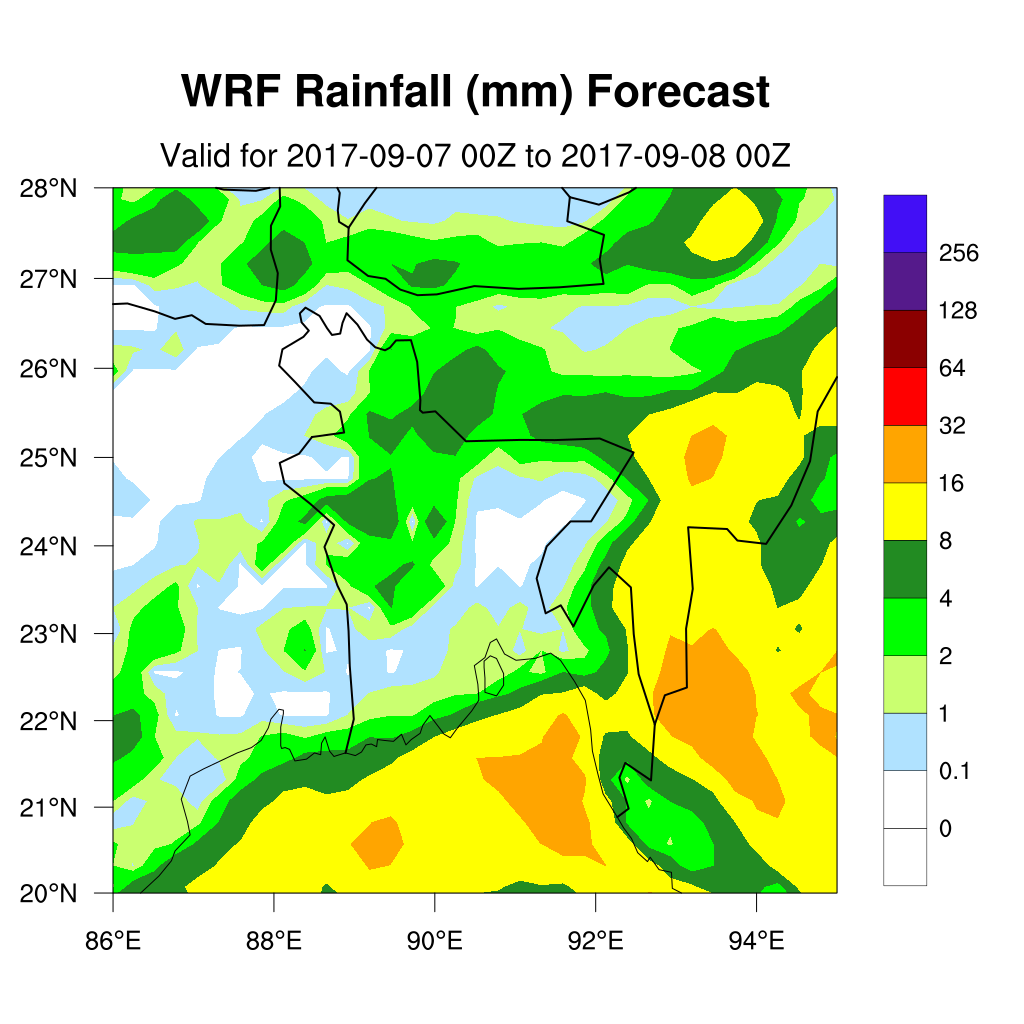 WRF Rainfall (mm) Forecast
Valid for 2017-09-07 00Z to 2017-09-08 00Z
28°N
27°N
26°N
25°N
24°N
23°N
22°N
21°N
20°N
86°E 88°E 90°E 92°E 94°E
256
128
64
32
16
8
4
2
1
0.1
0